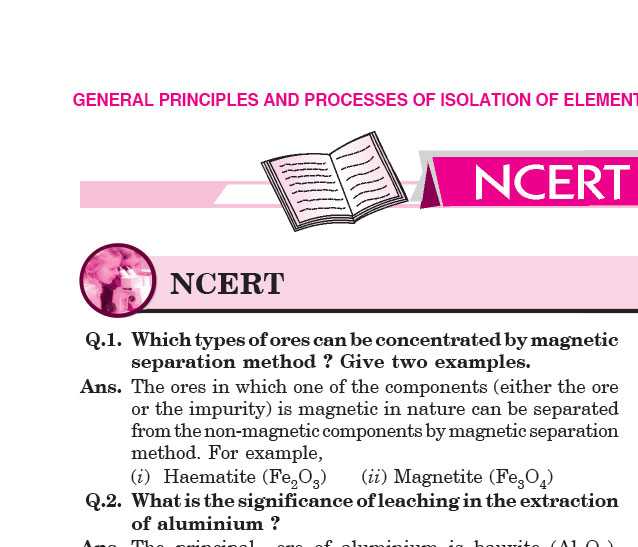 GENERAL PRINCIPLES AND PROCESSES OF ISOLATION OF ELEMENT
NCERT
NCERT
Q.1. Which types of ores can be concentrated by magnetic
separation method ? Give two examples.
Ans. The ores in which one of the components (either the ore
or the impurity) is magnetic in nature can be separated
from the non-magnetic components by magnetic separation
method. For example,
(i) Haematite (Fe₂O₃) (ii) Magnetite (Fe₃O₄)
Q.2. What is the significance of leaching in the extraction
of aluminium ?
Ans. The principal ore of aluminium is bauxite (Al₂O₃).